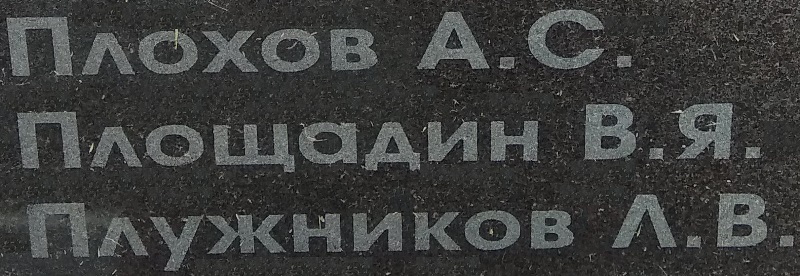 Плохов А.С.
Площадин В.Я.
Плужников Л.В.